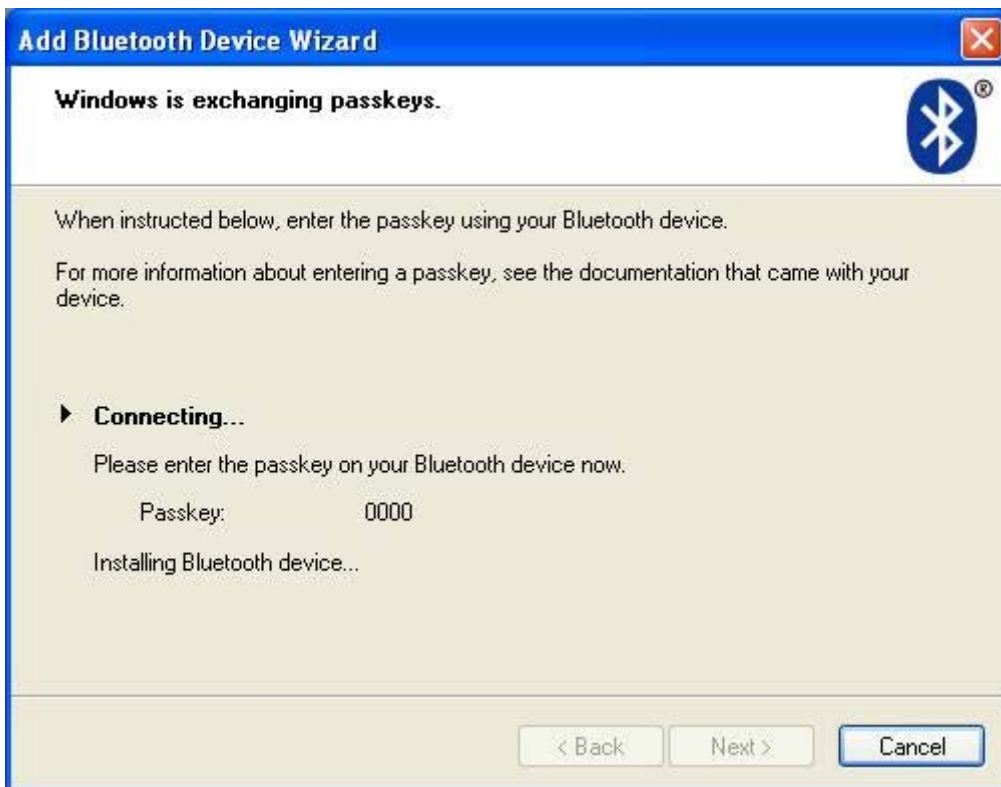 Add Bluetooth Device Wizard
Windows is exchanging passkeys.
®
When instructed below, enter the passkey using your Bluetooth device.
For more information about entering a passkey, see the documentation that came with your
device.
Connecting...
Please enter the passkey on your Bluetooth device now.
Passkey: 0000
Installing Bluetooth device...
< Back Next > Cancel